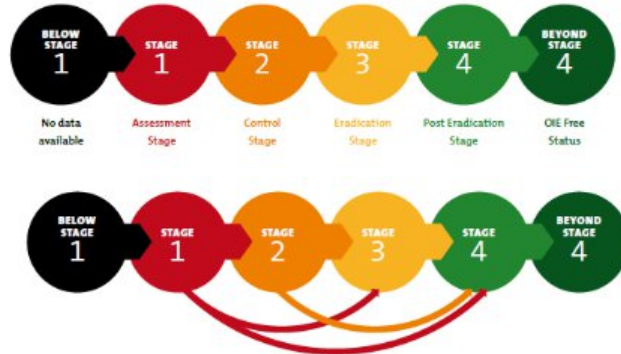 BELOW
STAGE
1
STAGE
1
STAGE
2
STAGE
3
STAGE
4
BEYOND
STAGE
4
No data
available
Assessment
Stage
Control
Stage
Eradication
Stage
Post Eradication
Stage
OIE Free
Status
BELOW
STAGE
1
STAGE
1
STAGE
2
STAGE
3
STAGE
4
BEYOND
STAGE
4